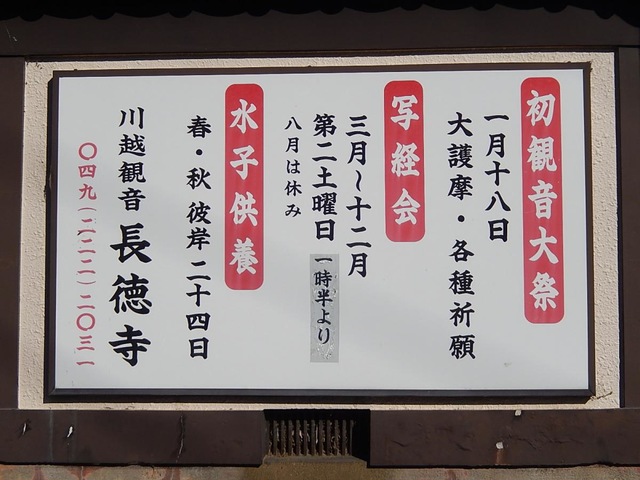 初観音大祭
一月十八日
大護摩・各種祈願
写経会
三月～十二月
第二土曜日 一時半より
八月は休み
水子供養
春・秋彼岸二十四日
川越観音 長徳寺
〇四九(二二二)二〇三一